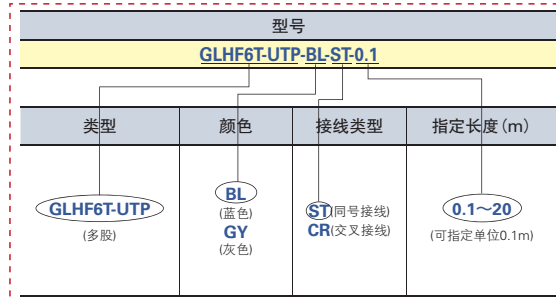 型号
GLHF6T-UTP-BL-ST-0.1
类型 颜色 接线类型 指定长度(m)
GLHF6T-UTP
(多股)
BL
(蓝色)
GY
(灰色)
ST(同号接线)
CR(交叉接线)
0.1～20
(可指定单位0.1m)